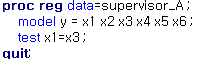 proc reg data=supervisor_A;
model y = x1 x2 x3 x4 x5 x6;
test x1=x3;
quit;